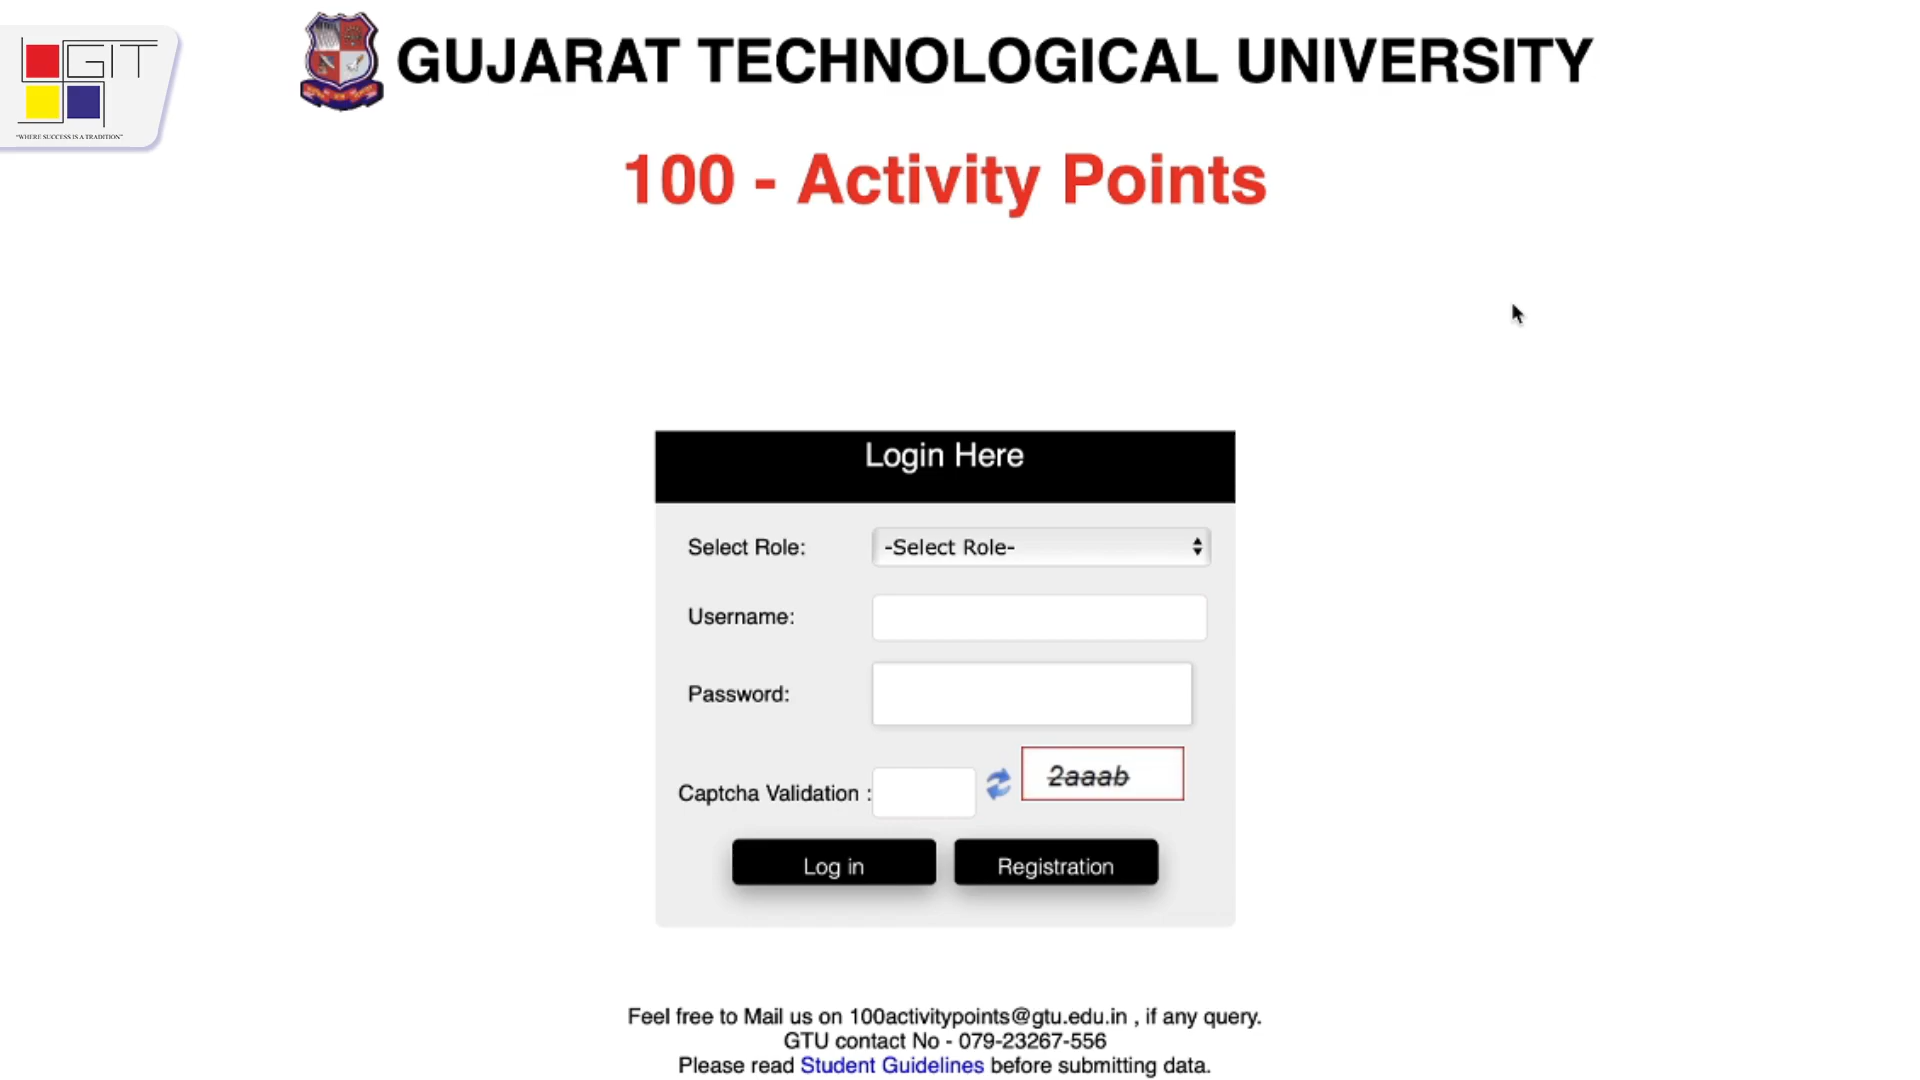 GIT
"WHERE SUCCESS IS A TRADITION"
GUJARAT TECHNOLOGICAL UNIVERSITY
100 - Activity Points
Login Here
Select Role:
-Select Role-
Username:
Password:
Captcha Validation :
2aaab
Log in
Registration
Feel free to Mail us on 100activitypoints@gtu.edu.in , if any query.
GTU contact No - 079-23267-556
Please read Student Guidelines before submitting data.